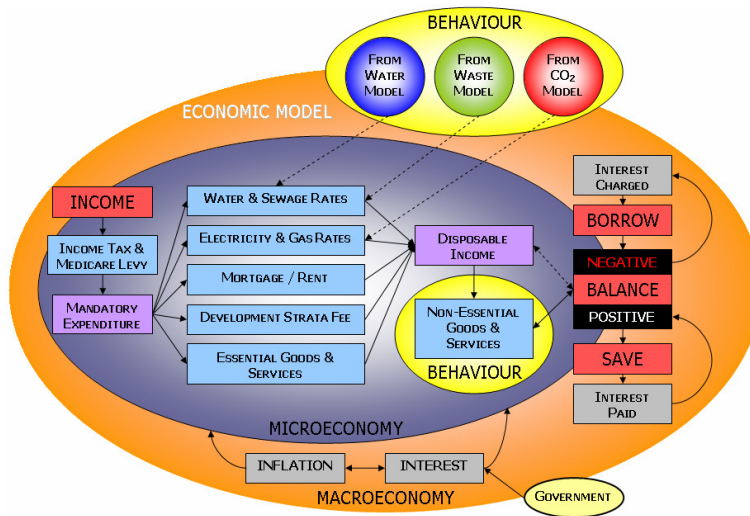 BEHAVIOUR
FROM
WATER
MODEL
FROM
WASTE
MODEL
FROM
CO₂
MODEL
ECONOMIC MODEL
INCOME
INCOME TAX &
MEDICARE LEVY
MANDATORY
EXPENDITURE
WATER & SEWAGE RATES
ELECTRICITY & GAS RATES
MORTGAGE / RENT
DEVELOPMENT STRATA FEE
ESSENTIAL GOODS &
SERVICES
DISPOSABLE
INCOME
NON-ESSENTIAL
GOODS &
SERVICES
BEHAVIOUR
INTEREST
CHARGED
BORROW
NEGATIVE
BALANCE
POSITIVE
SAVE
INTEREST
PAID
MICROECONOMY
INFLATION
INTEREST
MACROECONOMY
GOVERNMENT